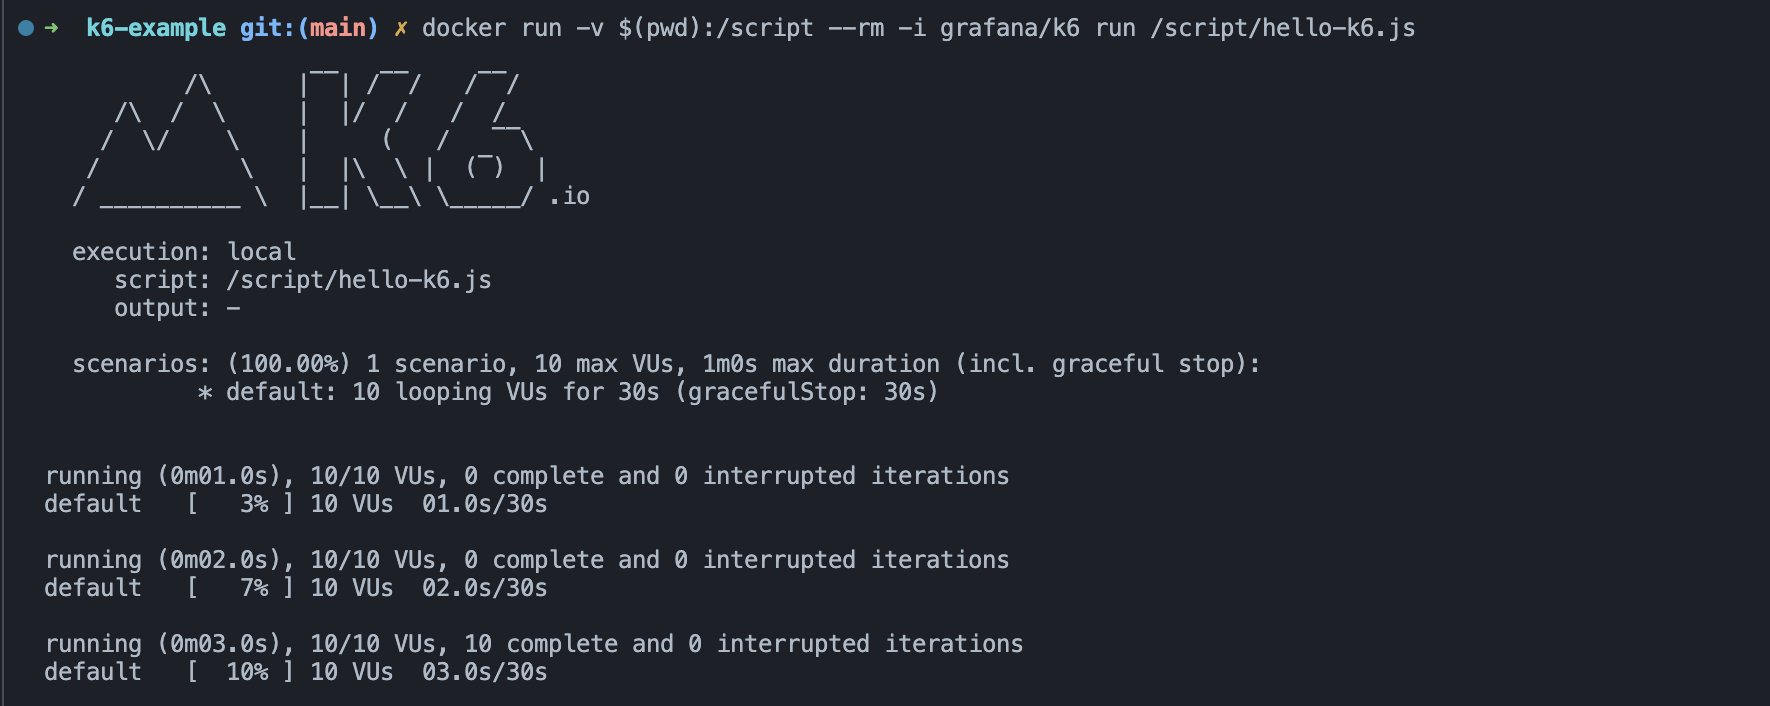 ➜ k6-example git:(main) ✗ docker run -v $(pwd):/script --rm -i grafana/k6 run /script/hello-k6.js
K6
.io
execution: local
script: /script/hello-k6.js
output: -
scenarios: (100.00%) 1 scenario, 10 max VUs, 1m0s max duration (incl. graceful stop):
* default: 10 looping VUs for 30s (gracefulStop: 30s)
running (0m01.0s), 10/10 VUs, 0 complete and 0 interrupted iterations
default [ 3% ] 10 VUs 01.0s/30s
running (0m02.0s), 10/10 VUs, 0 complete and 0 interrupted iterations
default [ 7% ] 10 VUs 02.0s/30s
running (0m03.0s), 10/10 VUs, 10 complete and 0 interrupted iterations
default [ 10% ] 10 VUs 03.0s/30s